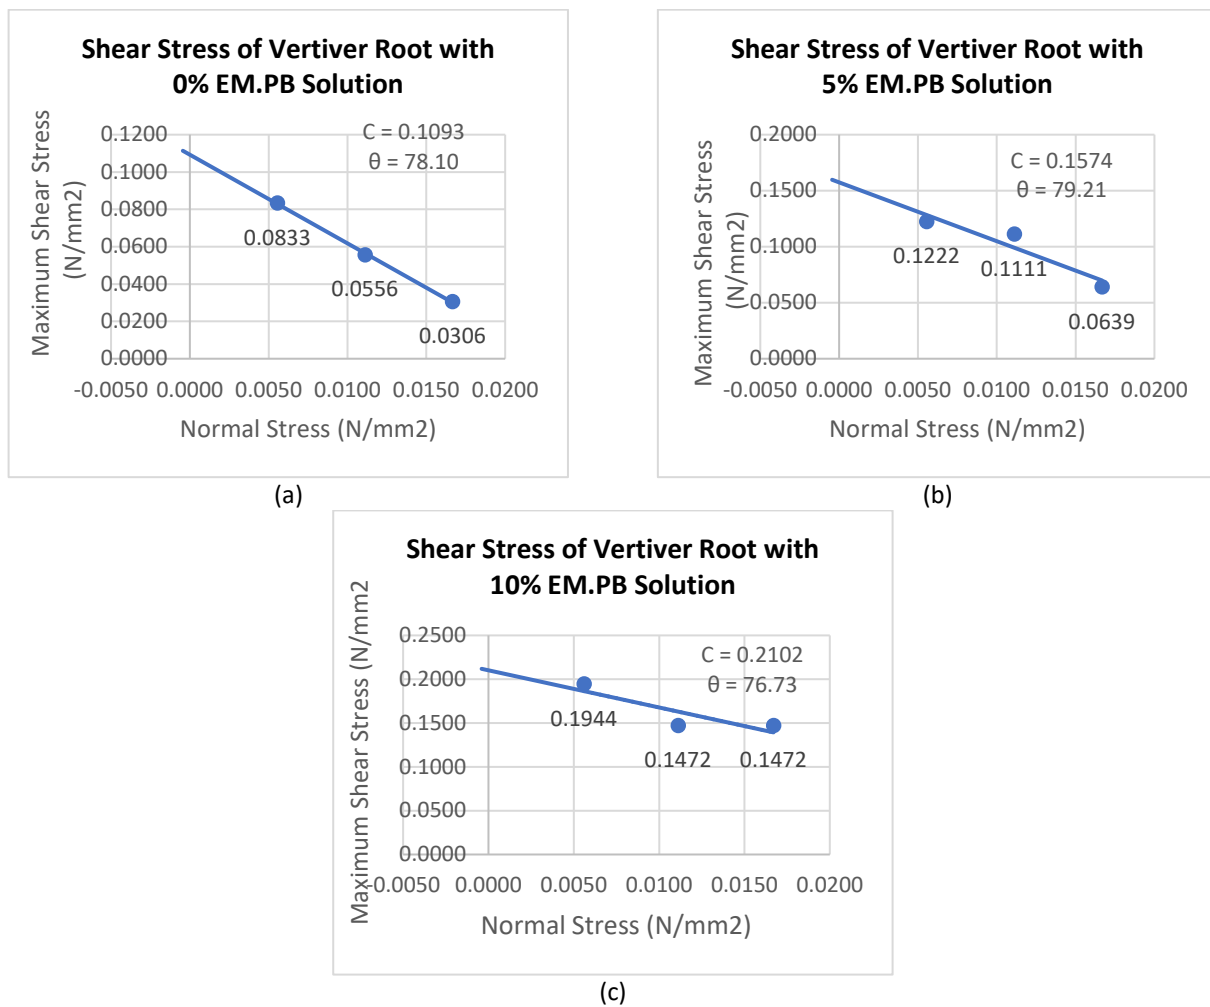 Shear Stress of Vertiver Root with
0% EM.PB Solution
C = 0.1093
θ = 78.10
Maximum Shear Stress
(N/mm2)
0.1200
0.1000
0.0800
0.0600
0.0400
0.0200
0.0000
0.0833
0.0556
0.0306
-0.0050 0.0000 0.0050 0.0100 0.0150 0.0200
Normal Stress (N/mm2)
(a)
Shear Stress of Vertiver Root with
5% EM.PB Solution
C = 0.1574
θ = 79.21
Maximum Shear Stress
(N/mm2)
0.2000
0.1500
0.1000
0.0500
0.0000
0.1222
0.1111
0.0639
-0.0050 0.0000 0.0050 0.0100 0.0150 0.0200
Normal Stress (N/mm2)
(b)
Shear Stress of Vertiver Root with
10% EM.PB Solution
C = 0.2102
θ = 76.73
Maximum Shear Stress (N/mm2
0.2500
0.2000
0.1500
0.1000
0.0500
0.0000
0.1944
0.1472
0.1472
-0.0050 0.0000 0.0050 0.0100 0.0150 0.0200
Normal Stress (N/mm2)
(c)